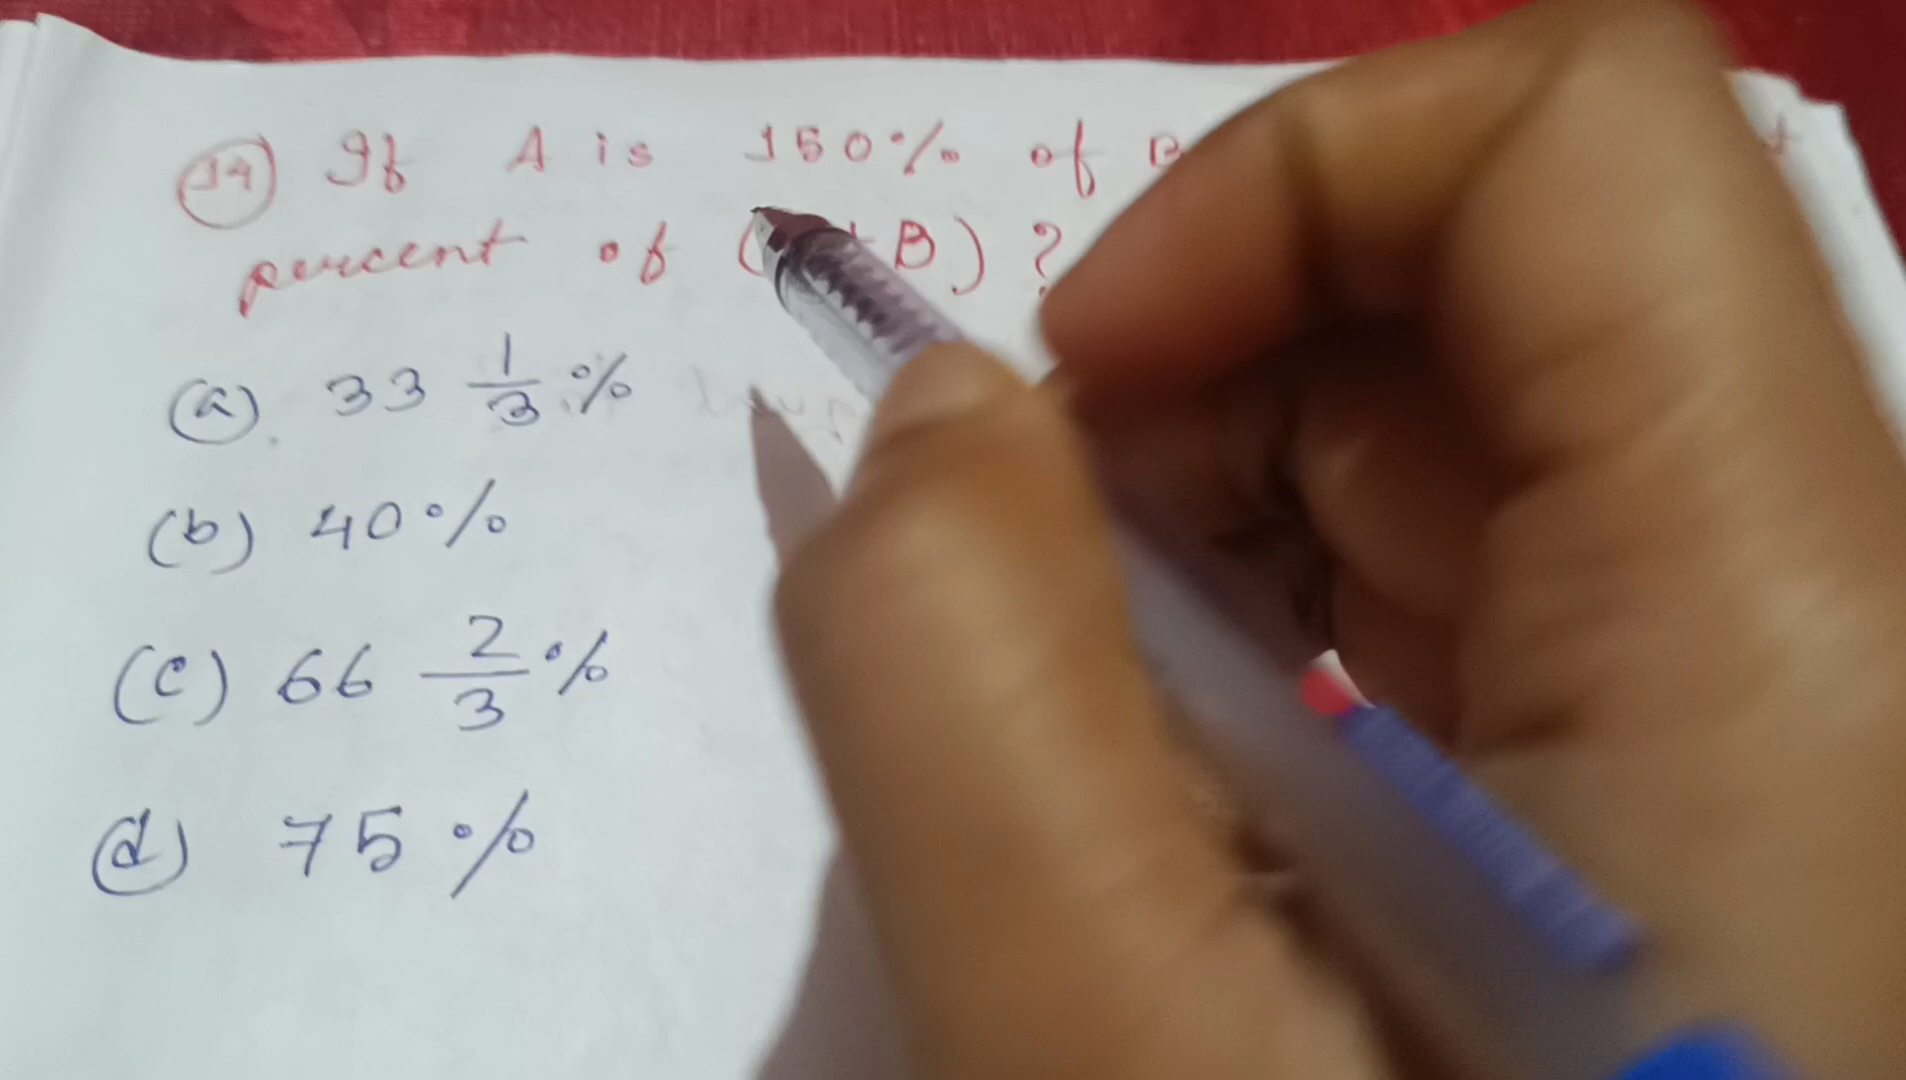 14 If A is 150% of B
percent of ( + B) ?
(a). 33 1/3 %
(b) 40%
(c) 66 2/3 %
(d) 75 %